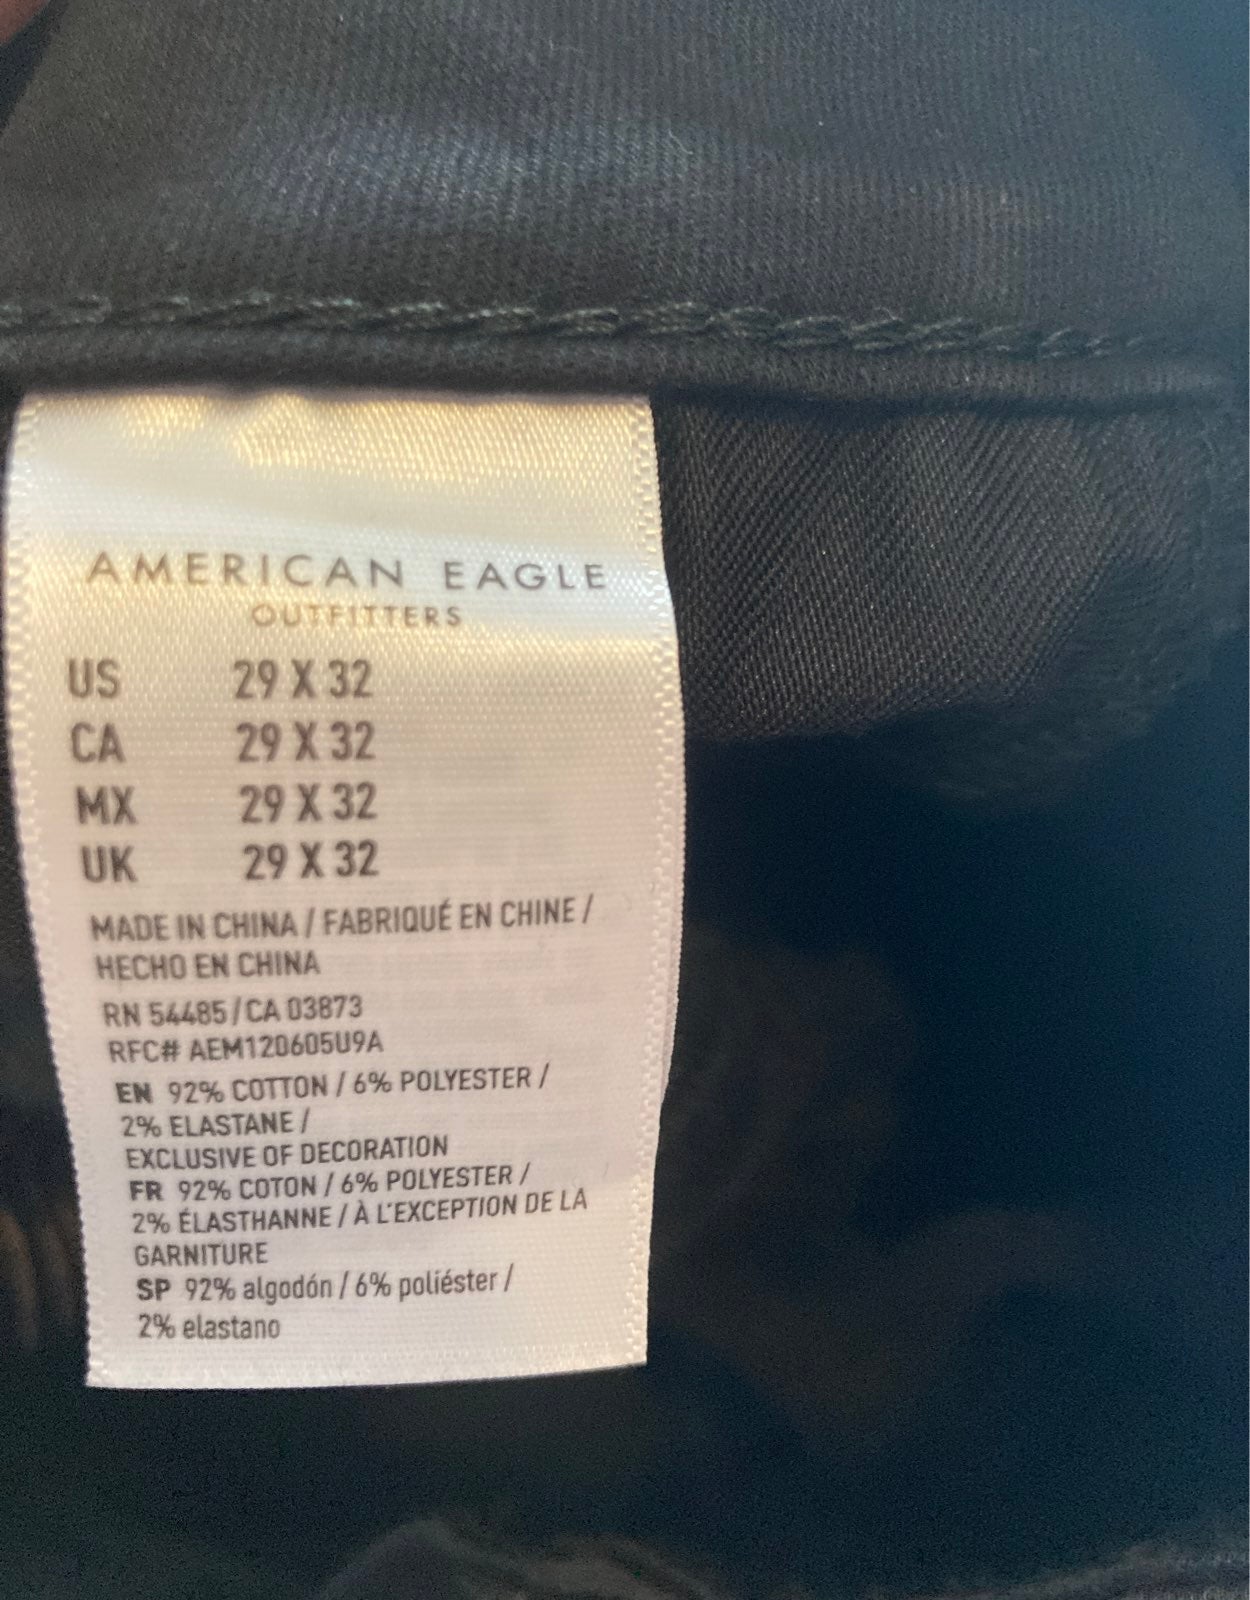 AMERICAN EAGLE
OUTFITTERS
US 29 X 32
CA 29 X 32
MX 29 X 32
UK 29 X 32
MADE IN CHINA / FABRIQUÉ EN CHINE /
HECHO EN CHINA
RN 54485/CA 03873
RFC# AEM120605U9A
EN 92% COTTON / 6% POLYESTER /
2% ELASTANE /
EXCLUSIVE OF DECORATION
FR 92% COTON / 6% POLYESTER /
2% ÉLASTHANNE / À L'EXCEPTION DE LA
GARNITURE
SP 92% algodón / 6% poliéster /
2% elastano